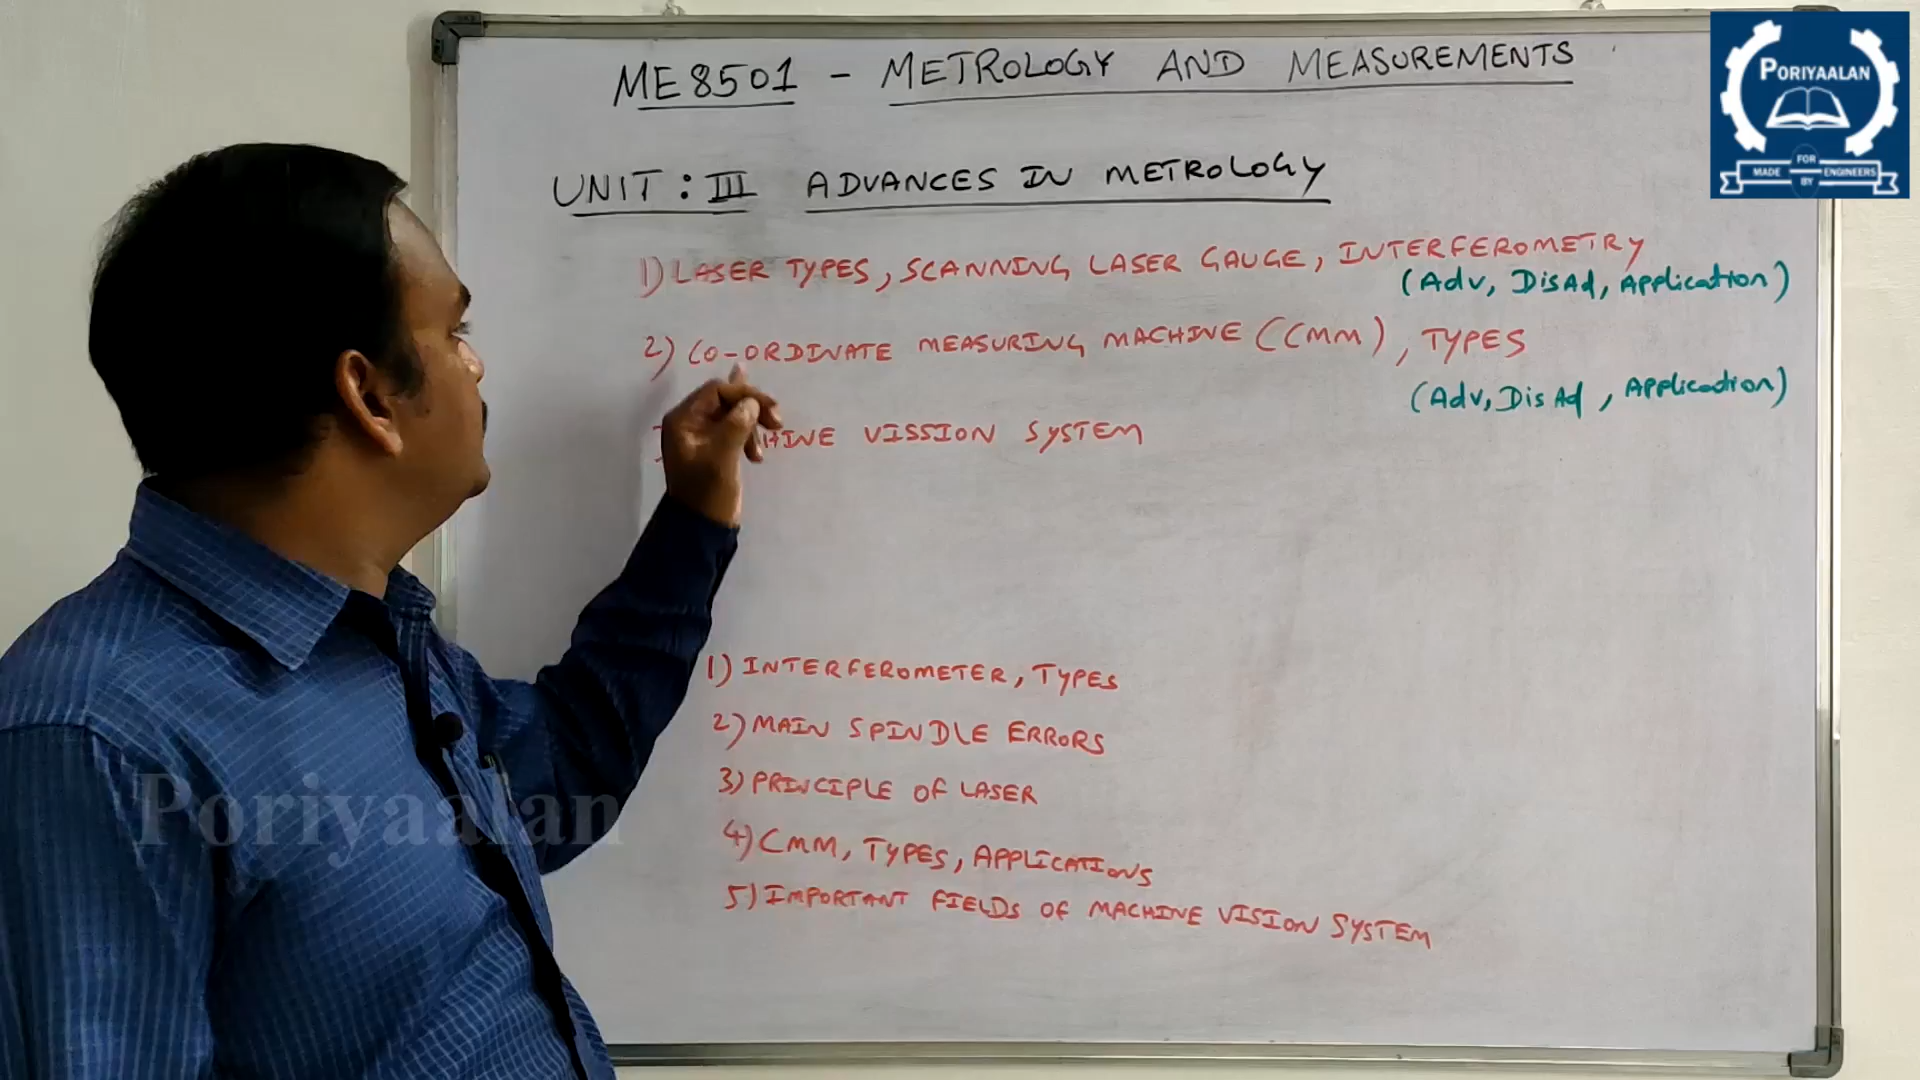 ME8501 - METROLOGY AND MEASUREMENTS
UNIT : III ADVANCES IN METROLOGY
1) LASER TYPES, SCANNING LASER GAUGE, INTERFEROMETRY
(Adv, DisAd, Application)
2) CO-ORDINATE MEASURING MACHINE (CMM), TYPES
(Adv, DisAd, Application)
HINE VISSION SYSTEM
1) INTERFEROMETER, TYPES
2) MAIN SPINDLE ERRORS
3) PRINCIPLE OF LASER
4) CMM, TYPES, APPLICATIONS
5) IMPORTANT FIELDS OF MACHINE VISION SYSTEM
PORIYAALAN
MADE FOR BY ENGINEERS
Poriyaalan